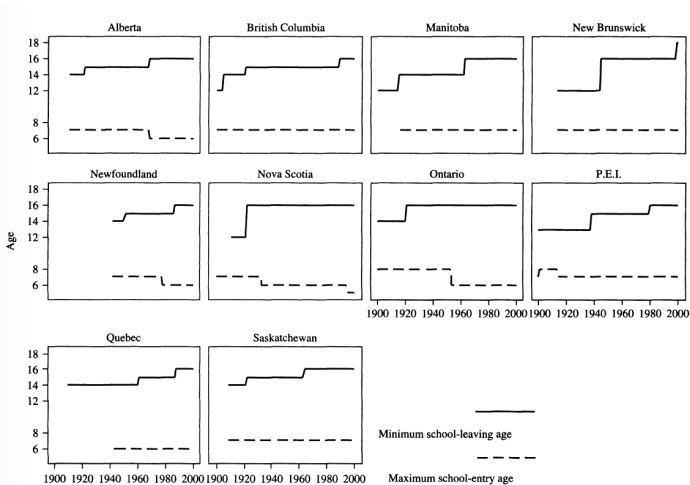 Alberta
British Columbia
Manitoba
New Brunswick
18
16
14
12
8
6
Newfoundland
Nova Scotia
Ontario
P.E.I.
Age
18
16
14
12
8
6
1900 1920 1940 1960 1980 2000
1900 1920 1940 1960 1980 2000
Quebec
Saskatchewan
18
16
14
12
8
6
1900 1920 1940 1960 1980 2000
1900 1920 1940 1960 1980 2000
Minimum school-leaving age
Maximum school-entry age